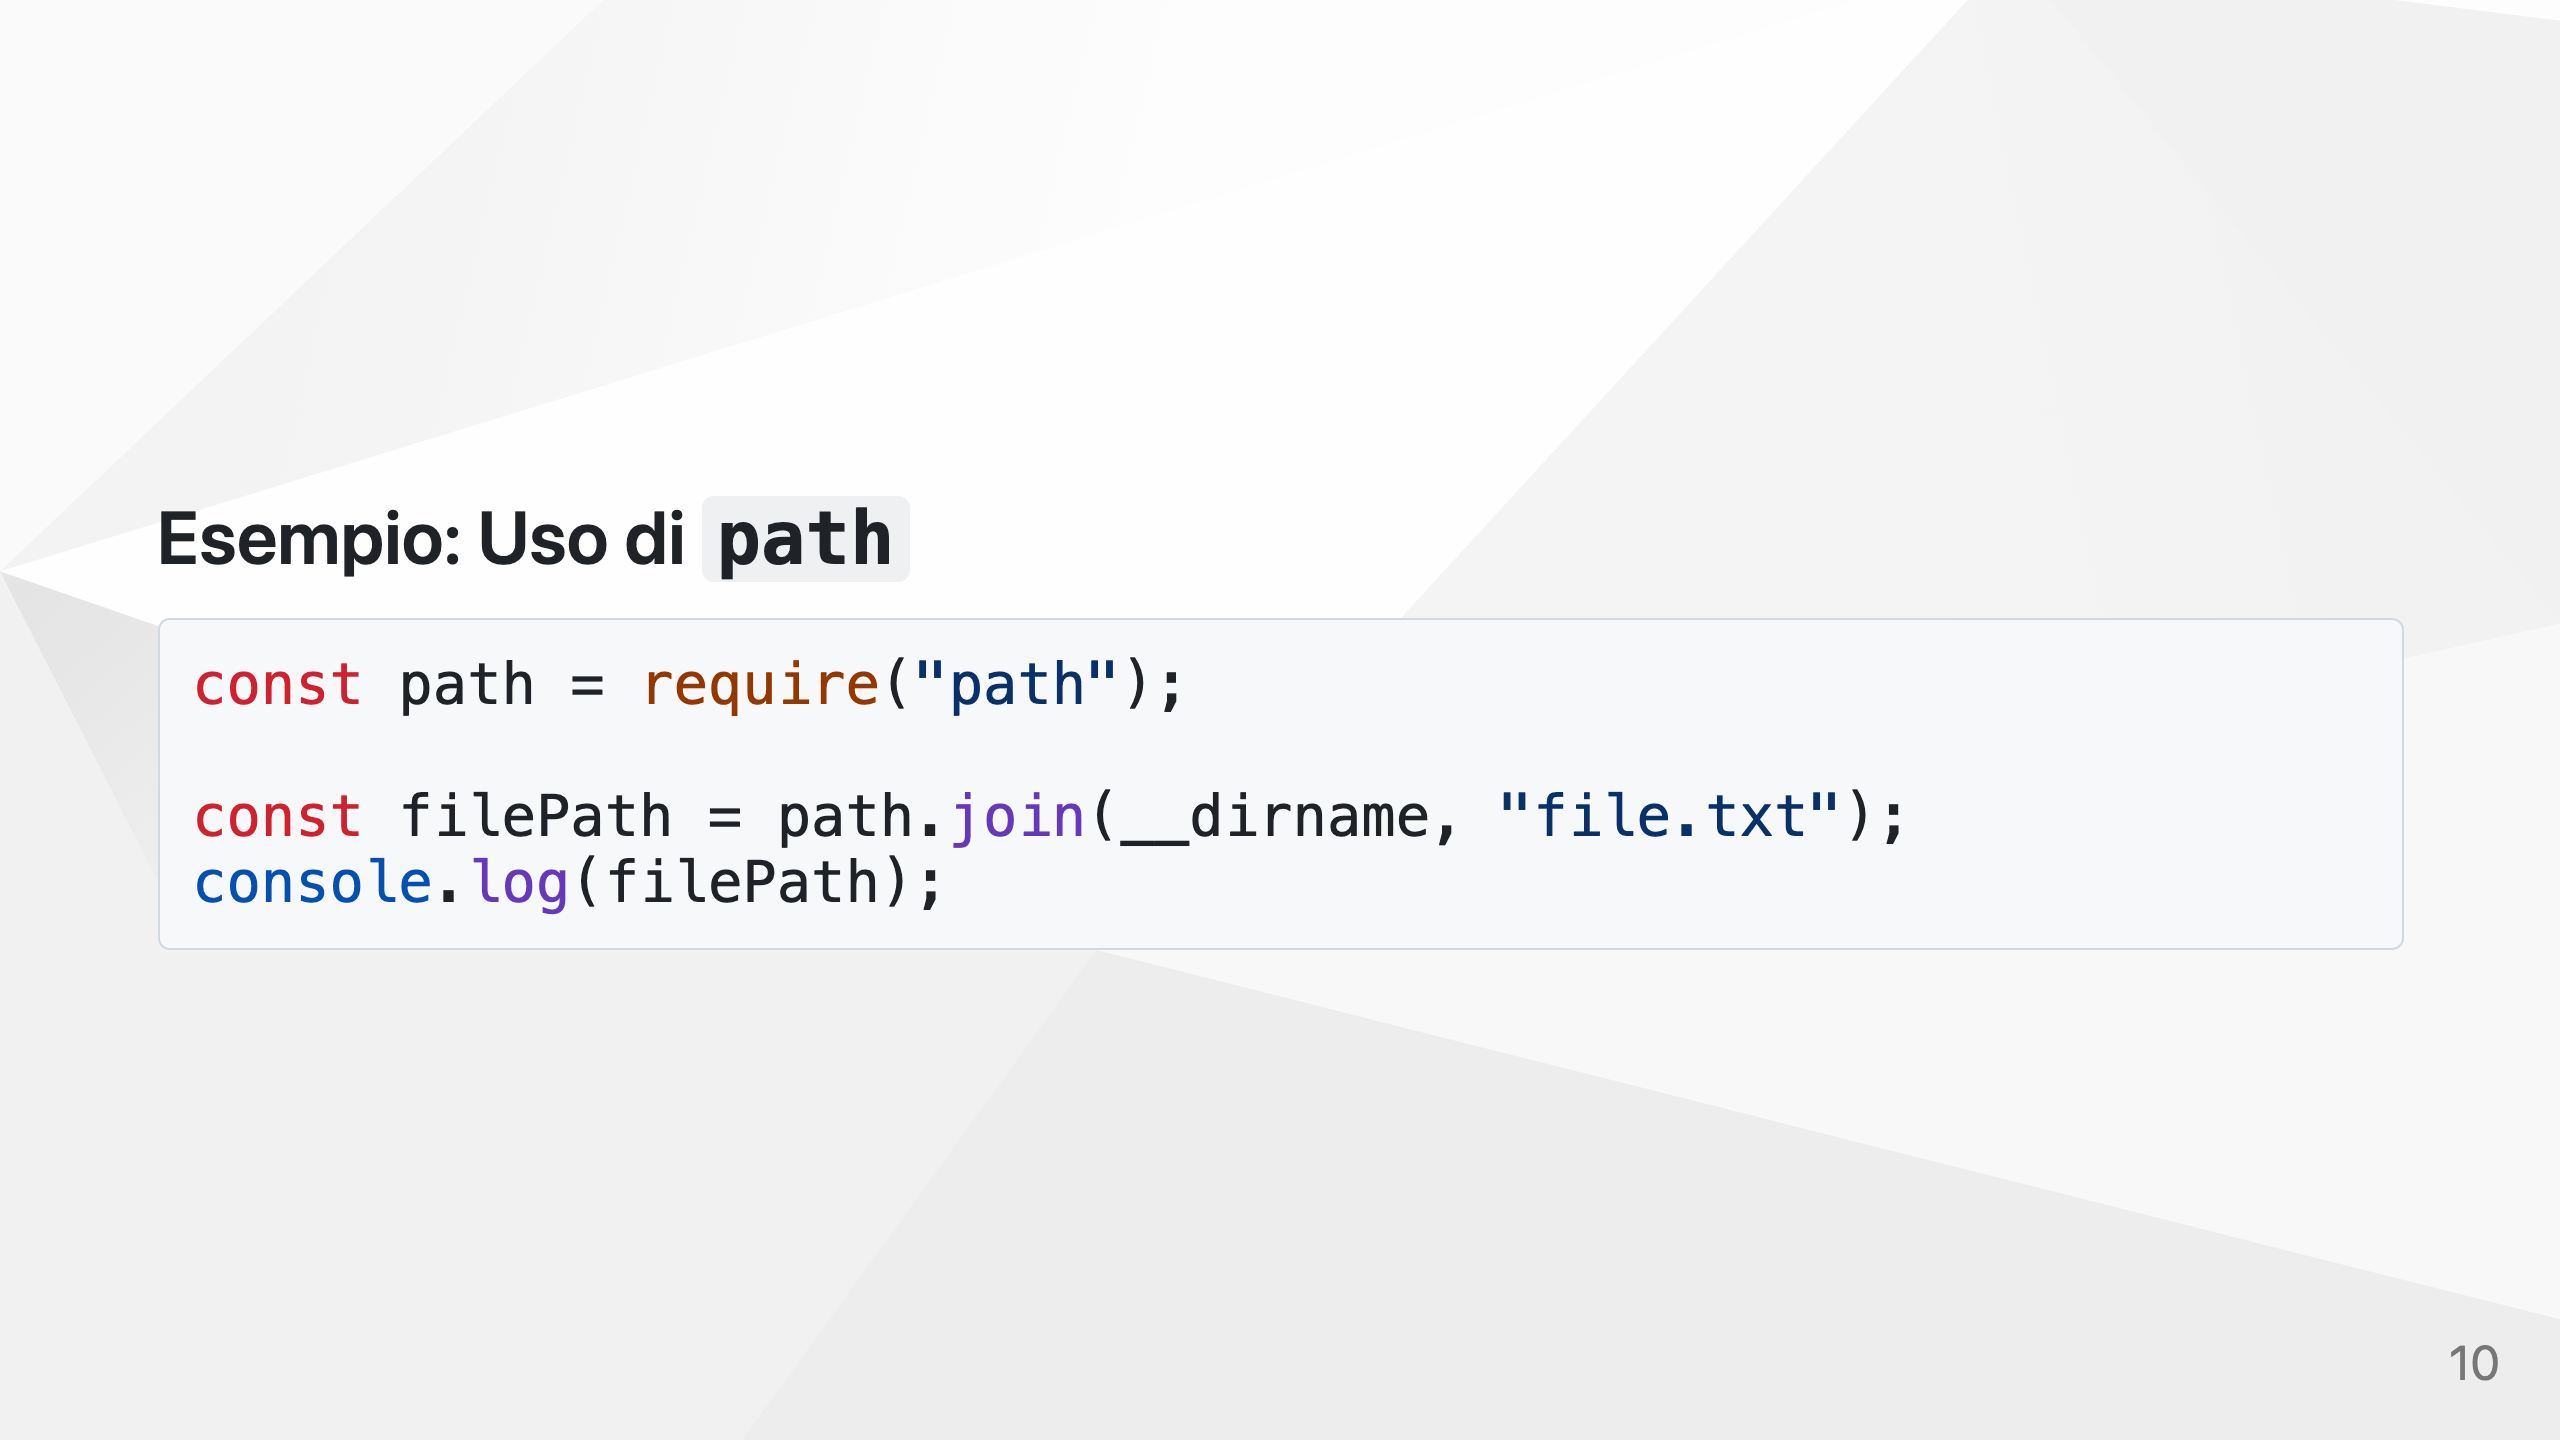 Esempio: Uso di path
const path = require("path");
const filePath = path.join(__dirname, "file.txt");
console.log(filePath);
10